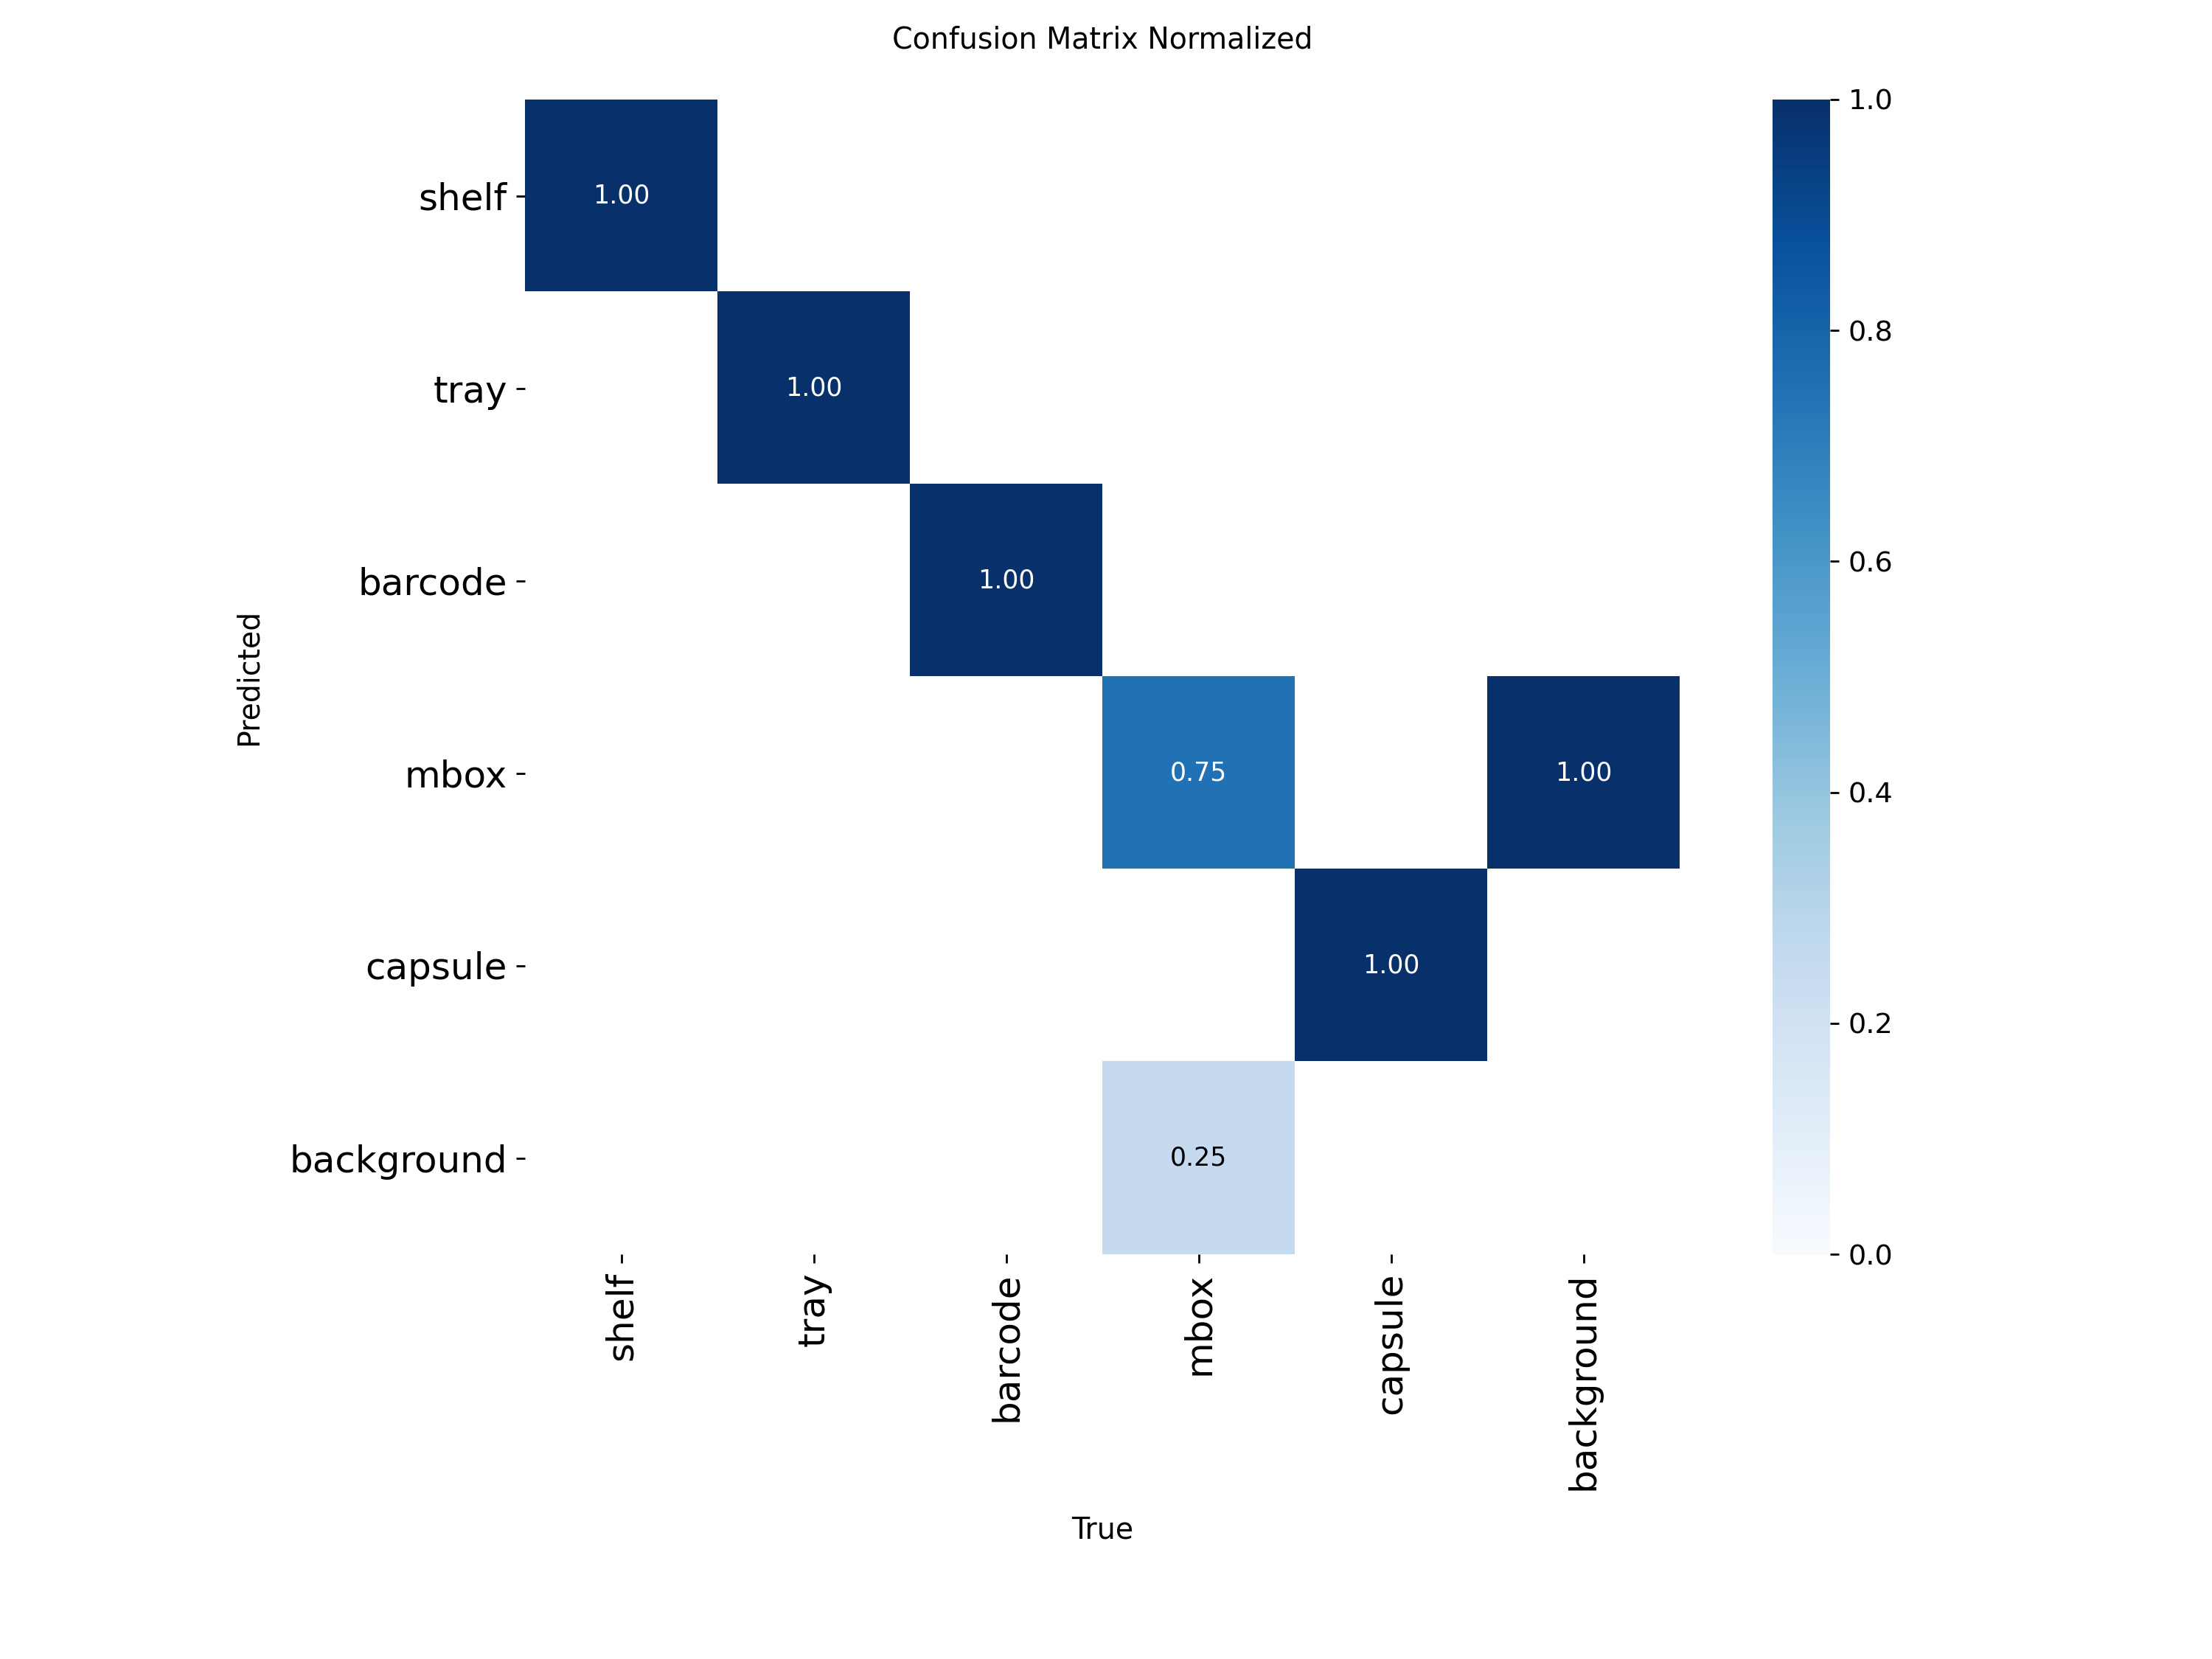 Confusion Matrix Normalized
shelf
1.00
tray
1.00
barcode
1.00
mbox
0.75
1.00
capsule
1.00
background
0.25
Predicted
shelf
tray
barcode
mbox
capsule
background
True
1.0
0.8
0.6
0.4
0.2
0.0